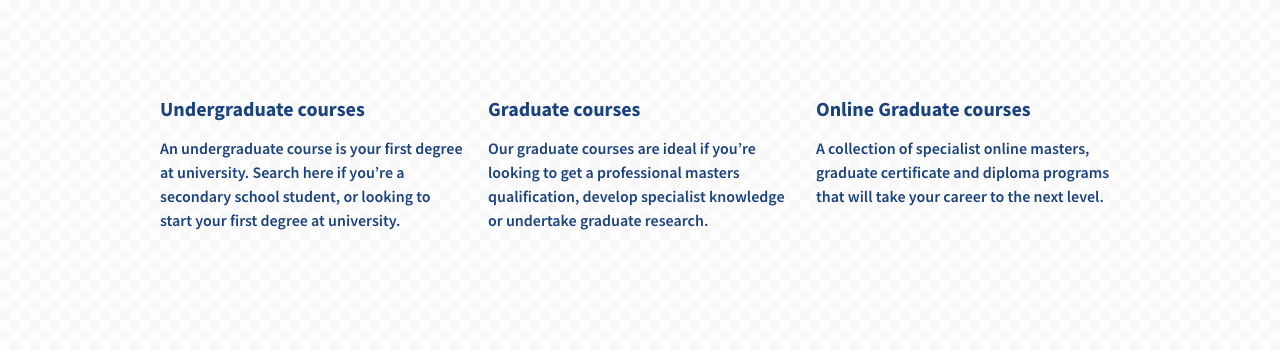 Undergraduate courses
An undergraduate course is your first degree
at university. Search here if you’re a
secondary school student, or looking to
start your first degree at university.
Graduate courses
Our graduate courses are ideal if you’re
looking to get a professional masters
qualification, develop specialist knowledge
or undertake graduate research.
Online Graduate courses
A collection of specialist online masters,
graduate certificate and diploma programs
that will take your career to the next level.